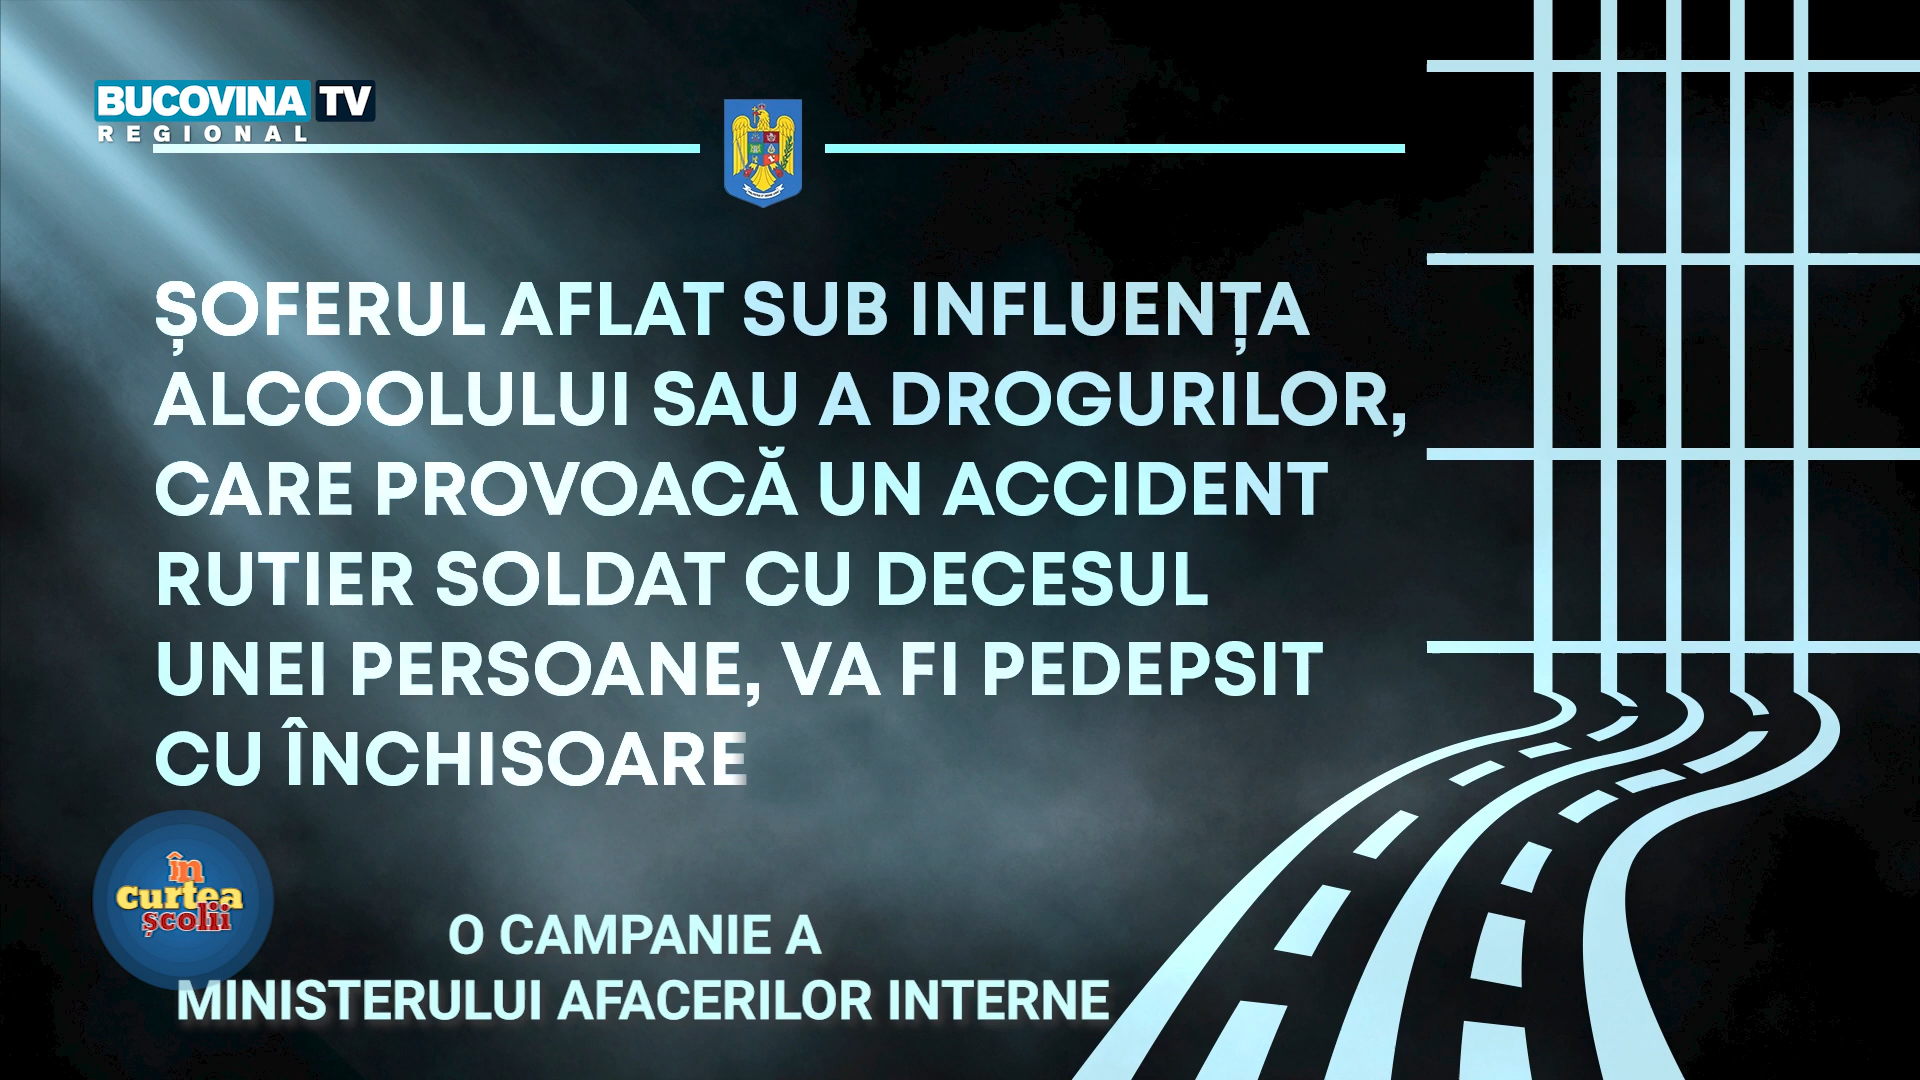 BUCOVINA TV
REGIONAL
ȘOFERUL AFLAT SUB INFLUENȚA
ALCOOLULUI SAU A DROGURILOR,
CARE PROVOACĂ UN ACCIDENT
RUTIER SOLDAT CU DECESUL
UNEI PERSOANE, VA FI PEDEPSIT
CU ÎNCHISOARE
în
curtea
școlii
O CAMPANIE A
MINISTERULUI AFACERILOR INTERNE